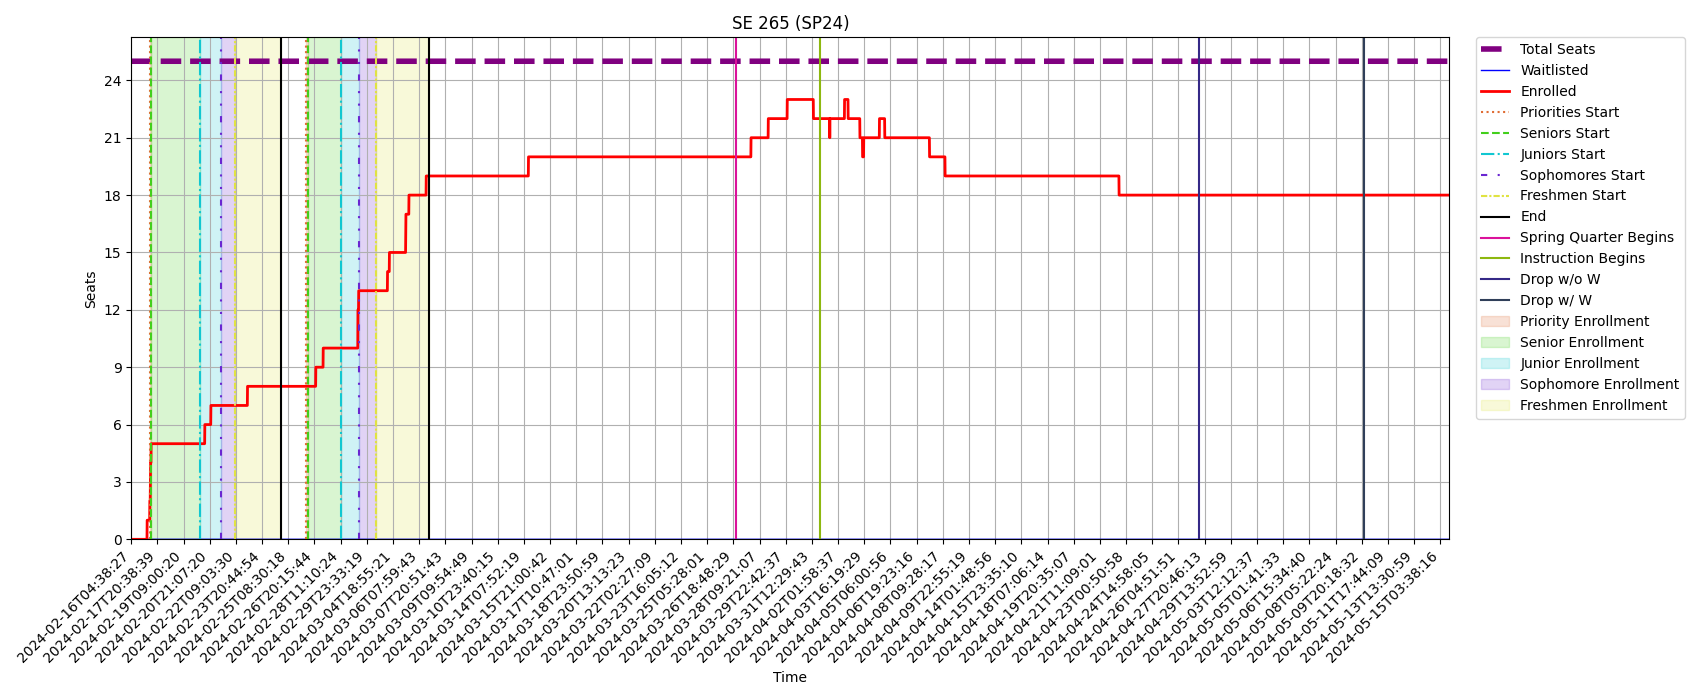 SE 265 (SP24)
Seats
24
21
18
15
12
9
6
3
0
2024-02-16T04:38:27
2024-02-17T20:38:39
2024-02-19T09:00:20
2024-02-20T21:07:20
2024-02-22T09:03:30
2024-02-23T20:44:54
2024-02-25T08:30:18
2024-02-26T20:15:44
2024-02-28T11:10:24
2024-02-29T23:33:19
2024-03-04T18:55:21
2024-03-06T07:59:43
2024-03-07T20:51:43
2024-03-09T09:54:49
2024-03-10T23:40:15
2024-03-14T07:52:19
2024-03-15T21:00:42
2024-03-17T10:47:01
2024-03-18T23:50:59
2024-03-20T13:13:23
2024-03-22T02:27:09
2024-03-23T16:05:12
2024-03-25T05:28:01
2024-03-26T18:48:29
2024-03-28T09:21:07
2024-03-29T22:42:37
2024-03-31T12:29:43
2024-04-02T01:58:37
2024-04-03T16:19:29
2024-04-05T06:00:56
2024-04-06T19:23:16
2024-04-08T09:28:17
2024-04-09T22:55:19
2024-04-14T01:48:56
2024-04-15T23:35:10
2024-04-18T07:06:14
2024-04-19T20:35:07
2024-04-21T11:09:01
2024-04-23T00:50:58
2024-04-24T14:58:05
2024-04-26T04:51:51
2024-04-27T20:46:13
2024-04-29T13:52:59
2024-05-03T12:12:37
2024-05-05T01:41:33
2024-05-06T15:34:40
2024-05-08T05:22:24
2024-05-09T20:18:32
2024-05-11T17:44:09
2024-05-13T13:30:59
2024-05-15T03:38:16
Time
Total Seats
Waitlisted
Enrolled
Priorities Start
Seniors Start
Juniors Start
Sophomores Start
Freshmen Start
End
Spring Quarter Begins
Instruction Begins
Drop w/o W
Drop w/ W
Priority Enrollment
Senior Enrollment
Junior Enrollment
Sophomore Enrollment
Freshmen Enrollment